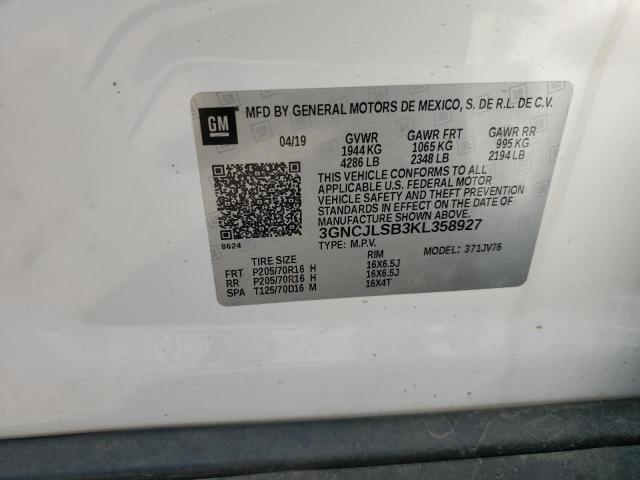 GM
MFD BY GENERAL MOTORS DE MEXICO, S. DE R.L. DE C.V.
04/19 GVWR GAWR FRT GAWR RR
1944 KG 1065 KG 995 KG
4286 LB 2348 LB 2194 LB
THIS VEHICLE CONFORMS TO ALL
APPLICABLE U.S. FEDERAL MOTOR
VEHICLE SAFETY AND THEFT PREVENTION
STANDARDS IN EFFECT ON THE DATE OF
MANUFACTURE SHOWN ABOVE.
3GNCJLSB3KL358927
8624
TYPE: M.P.V. MODEL: 371JV76
TIRE SIZE RIM
FRT P205/70R16 H 16X6.5J
RR P205/70R16 H 16X6.5J
SPA T125/70D16 M 16X4T